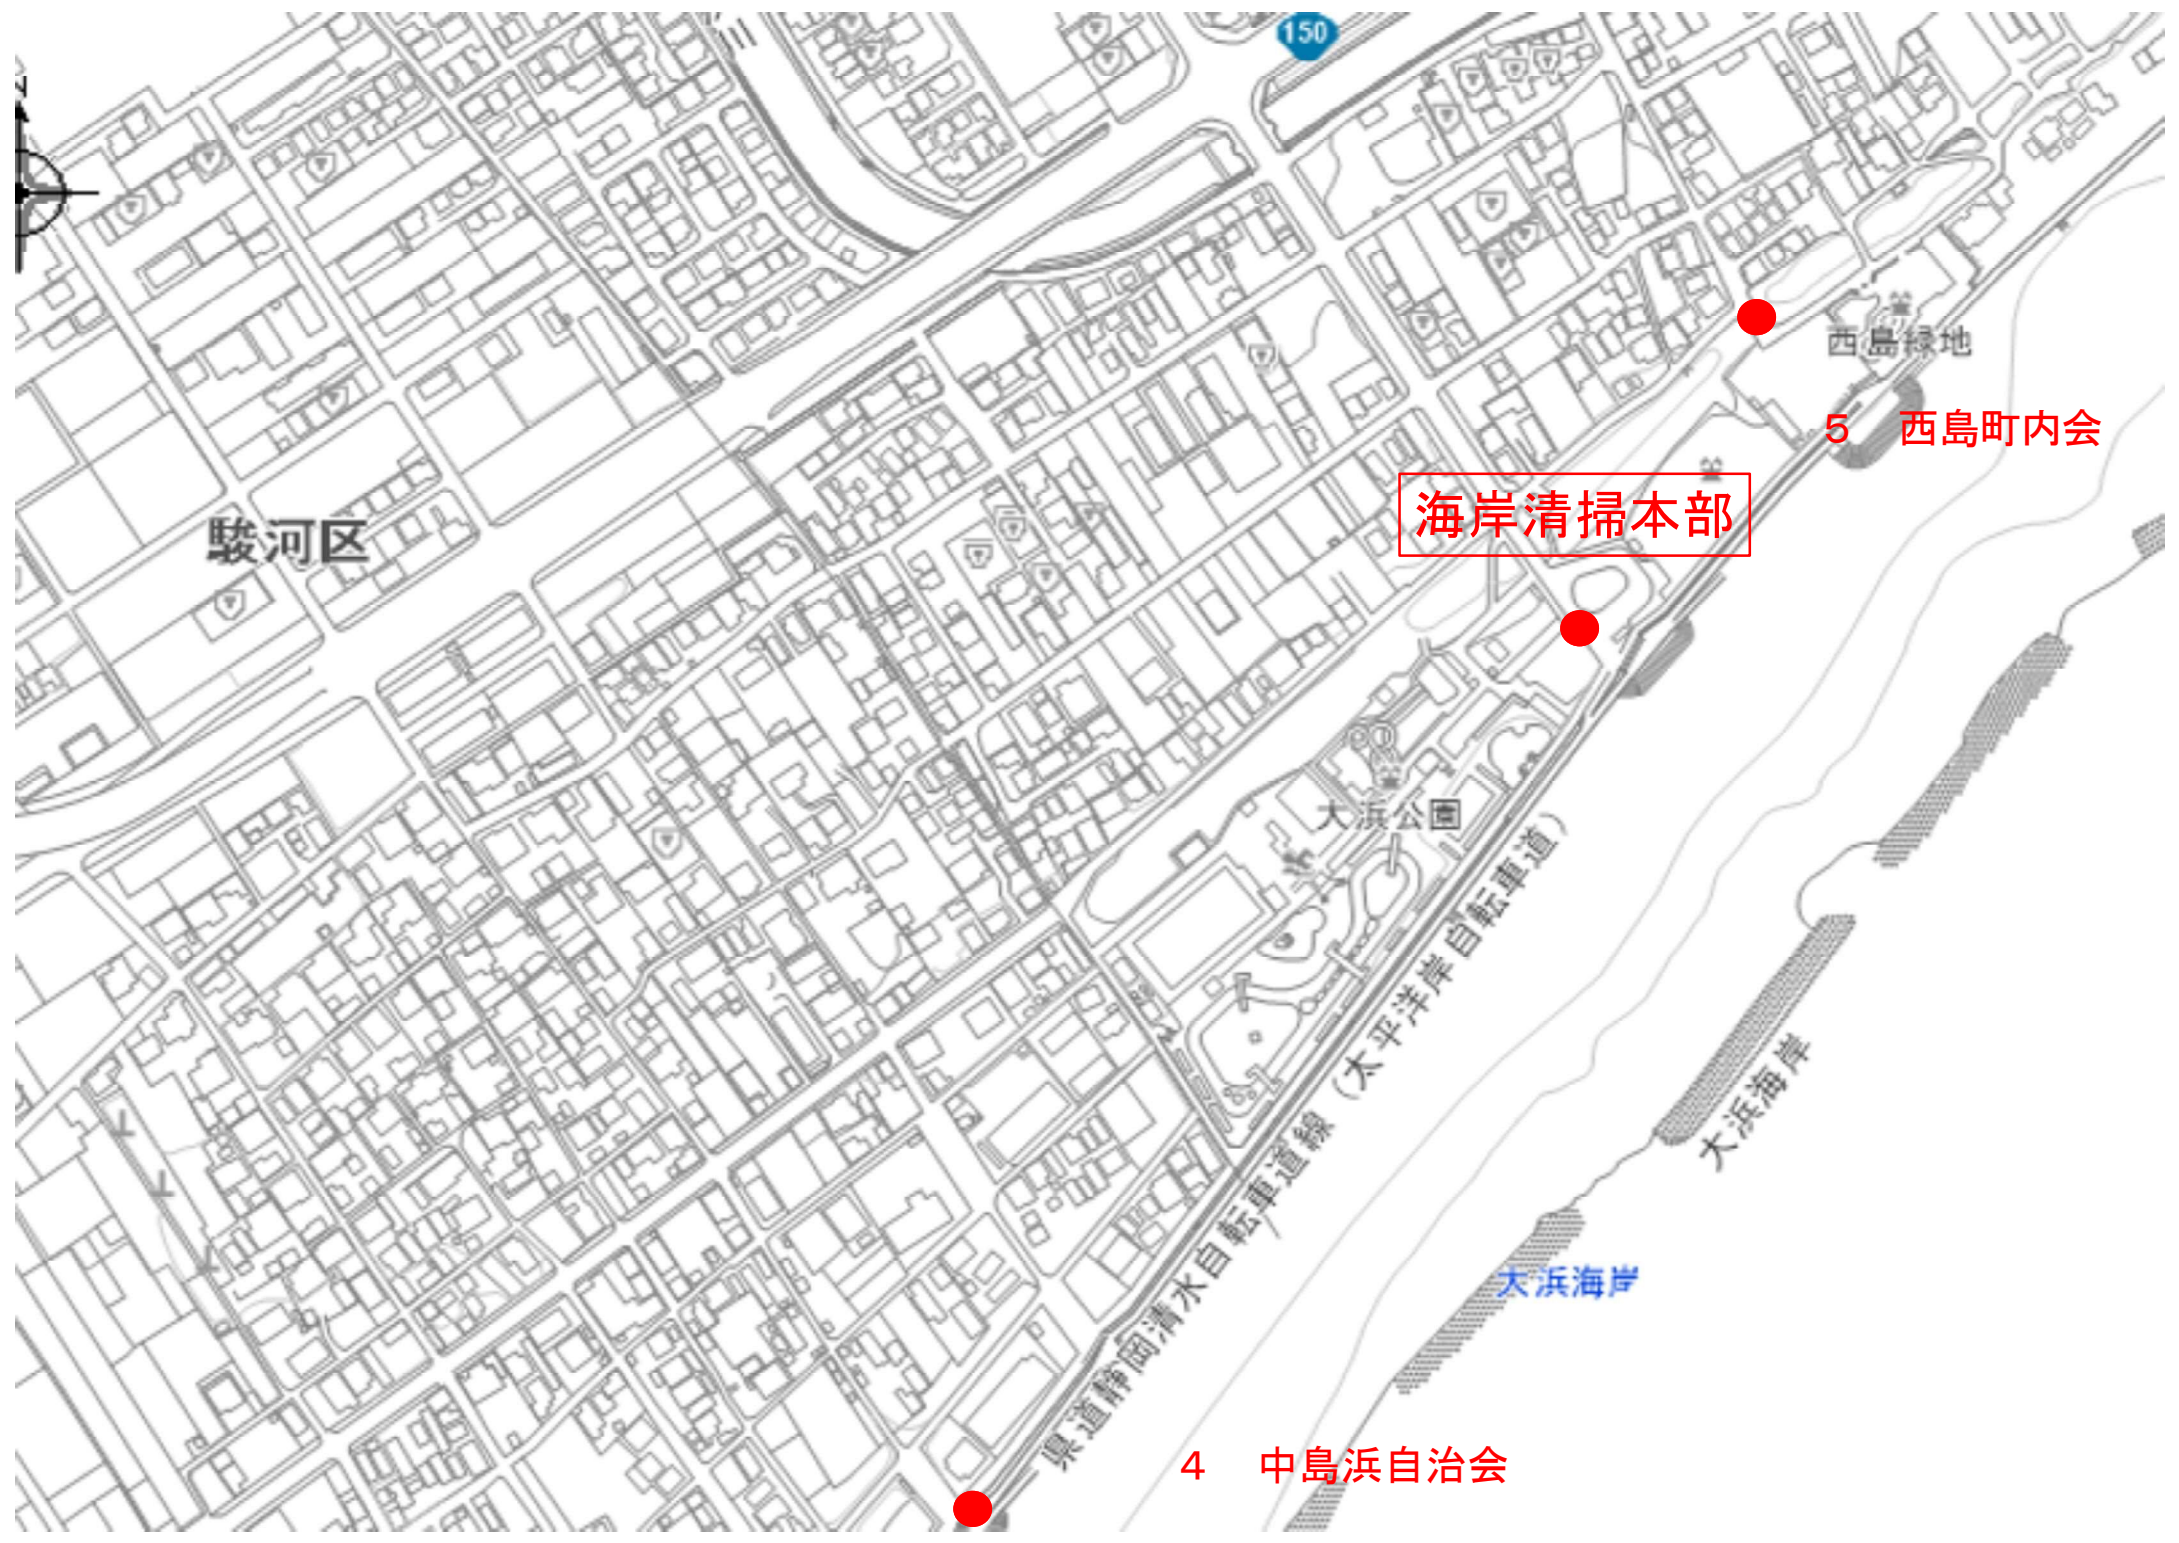 150
N
西島緑地
5 西島町内会
海岸清掃本部
駿河区
大浜公園
県道静岡清水自転車道線(太平洋岸自転車道)
大浜海岸
大浜海岸
4 中島浜自治会